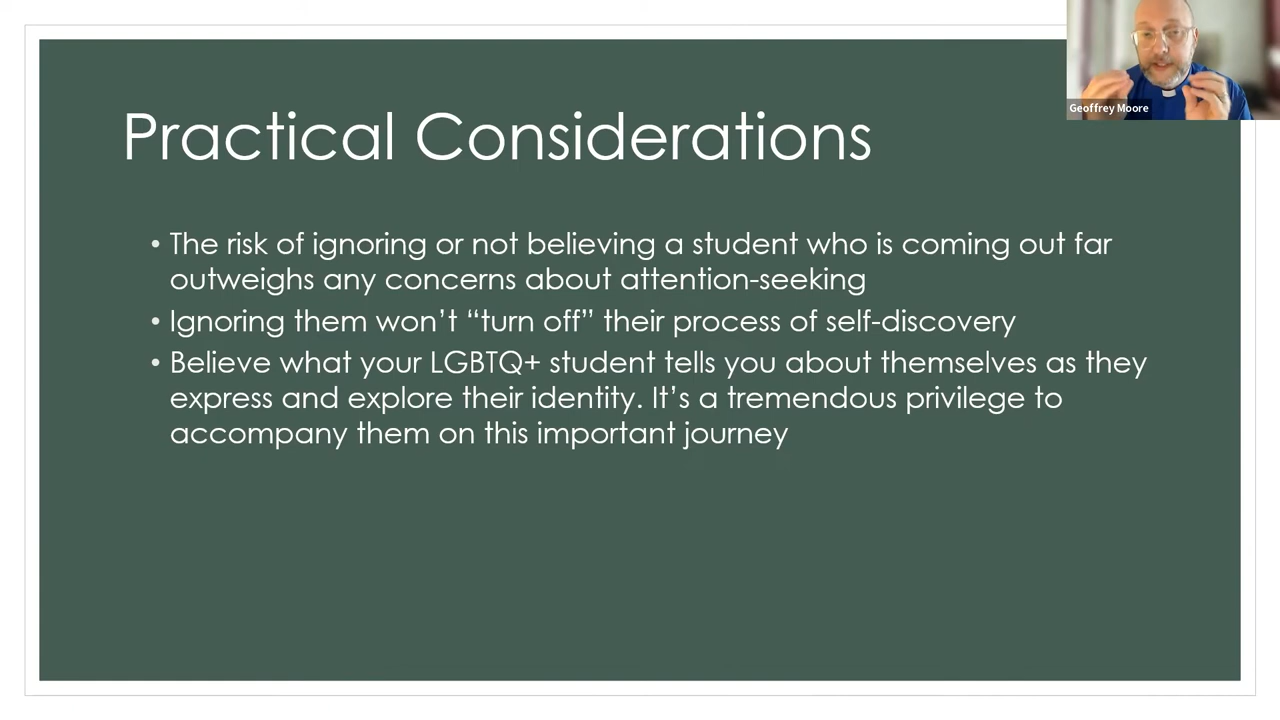 Geoffrey Moore
Practical Considerations
• The risk of ignoring or not believing a student who is coming out far
outweighs any concerns about attention-seeking
• Ignoring them won’t “turn off” their process of self-discovery
• Believe what your LGBTQ+ student tells you about themselves as they
express and explore their identity. It’s a tremendous privilege to
accompany them on this important journey